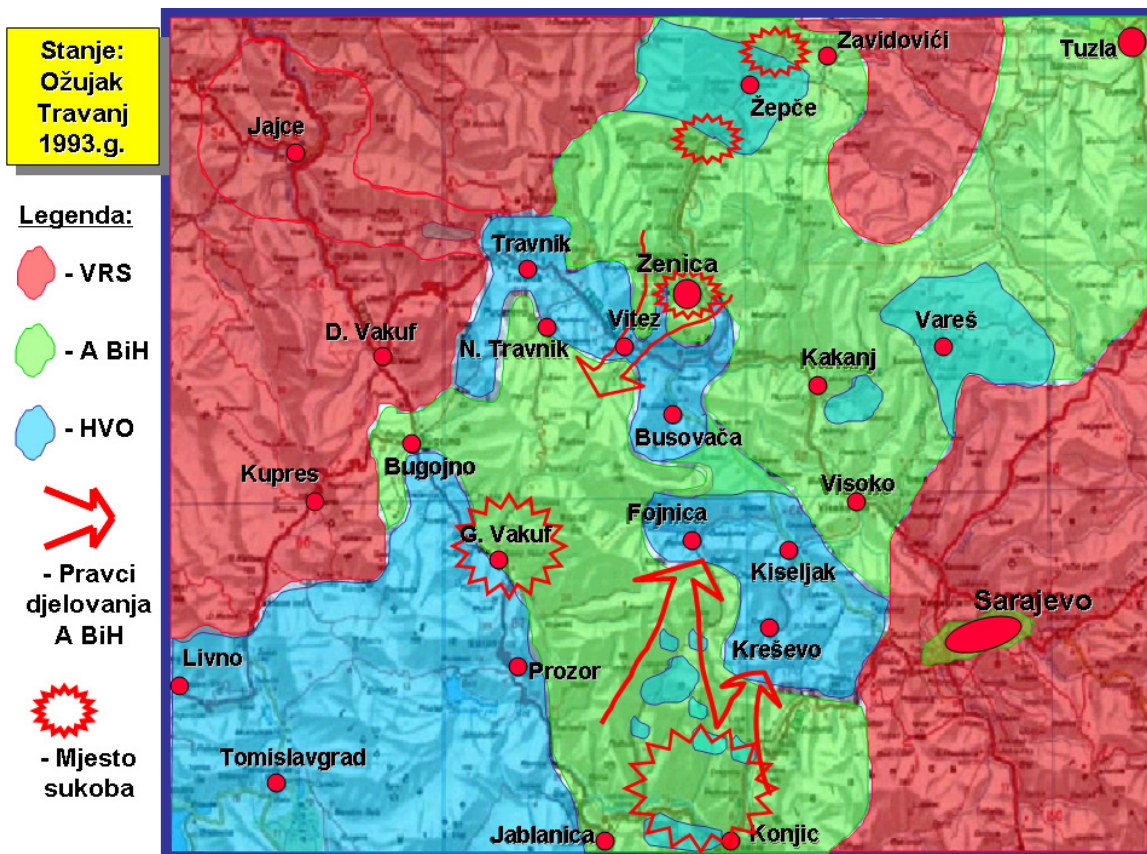 Stanje:
Ožujak
Travanj
1993.g.
Legenda:
- VRS
- A BiH
- HVO
- Pravci
djelovanja
A BiH
- Mjesto
sukoba
Zavidovići
Tuzla
Žepče
Jajce
Travnik
Zenica
Vitez
Vareš
D. Vakuf
N. Travnik
Kakanj
Busovača
Bugojno
Kupres
Visoko
Fojnica
G. Vakuf
Kiseljak
Sarajevo
Kreševo
Livno
Prozor
Tomislavgrad
Jablanica
Konjic